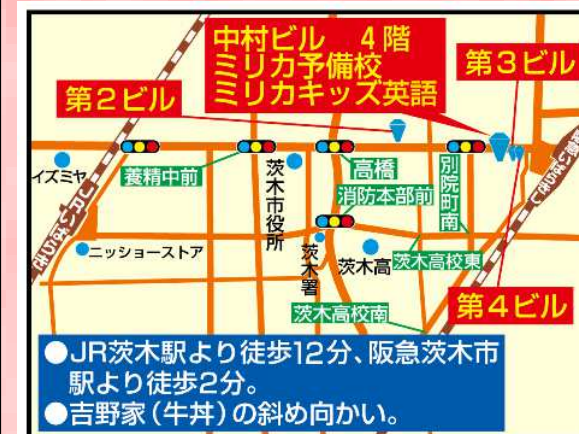 中村ビル 4階
ミリカ予備校
ミリカキッズ英語
第3ビル
第2ビル
イズミヤ
養精中前
茨木市役所
高橋
別院町南
消防本部前
JRいばらき
ニッショーストア
茨木署
茨木高
茨木高校東
茨木高校南
第4ビル
●JR茨木駅より徒歩12分、阪急茨木市
駅より徒歩2分。
●吉野家(牛丼)の斜め向かい。